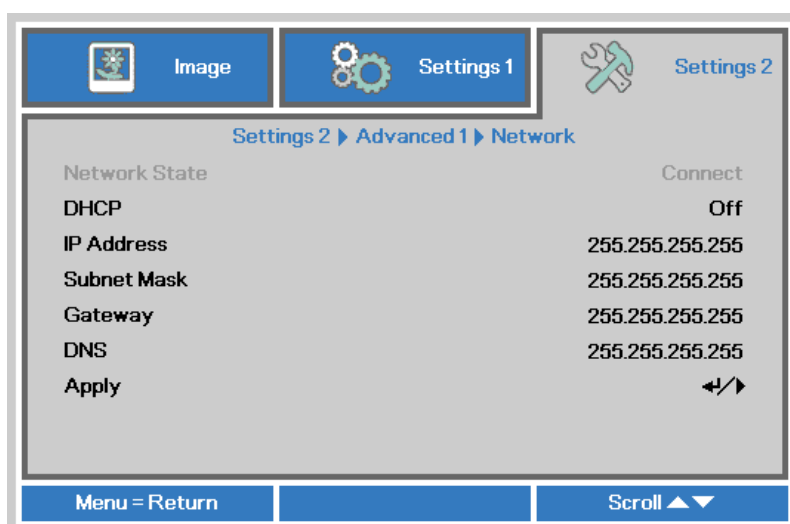 Image Settings 1 Settings 2
Settings 2 ▶ Advanced 1 ▶ Network
Network State Connect
DHCP Off
IP Address 255.255.255.255
Subnet Mask 255.255.255.255
Gateway 255.255.255.255
DNS 255.255.255.255
Apply ↵/▶
Menu = Return Scroll ▲▼